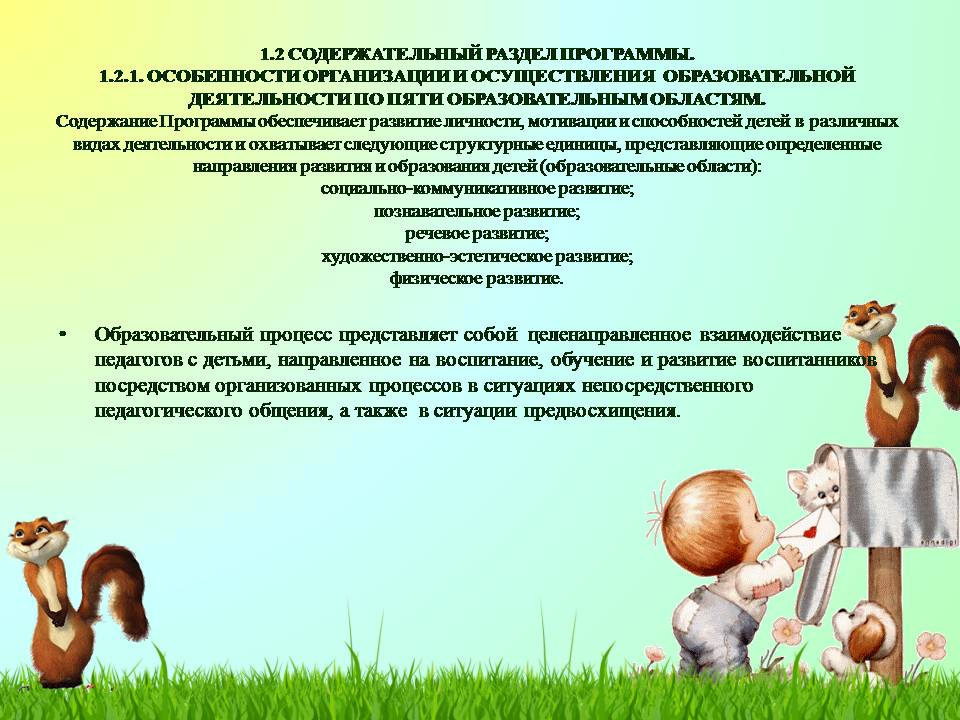 1.2 СОДЕРЖАТЕЛЬНЫЙ РАЗДЕЛ ПРОГРАММЫ.
1.2.1. ОСОБЕННОСТИ ОРГАНИЗАЦИИ И ОСУЩЕСТВЛЕНИЯ ОБРАЗОВАТЕЛЬНОЙ
ДЕЯТЕЛЬНОСТИ ПО ПЯТИ ОБРАЗОВАТЕЛЬНЫМ ОБЛАСТЯМ.
Содержание Программы обеспечивает развитие личности, мотивации и способностей детей в различных
видах деятельности и охватывает следующие структурные единицы, представляющие определенные
направления развития и образования детей (образовательные области):
социально-коммуникативное развитие;
познавательное развитие;
речевое развитие;
художественно-эстетическое развитие;
физическое развитие.
• Образовательный процесс представляет собой целенаправленное взаимодействие
педагогов с детьми, направленное на воспитание, обучение и развитие воспитанников
посредством организованных процессов в ситуациях непосредственного
педагогического общения, а также в ситуации предвосхищения.